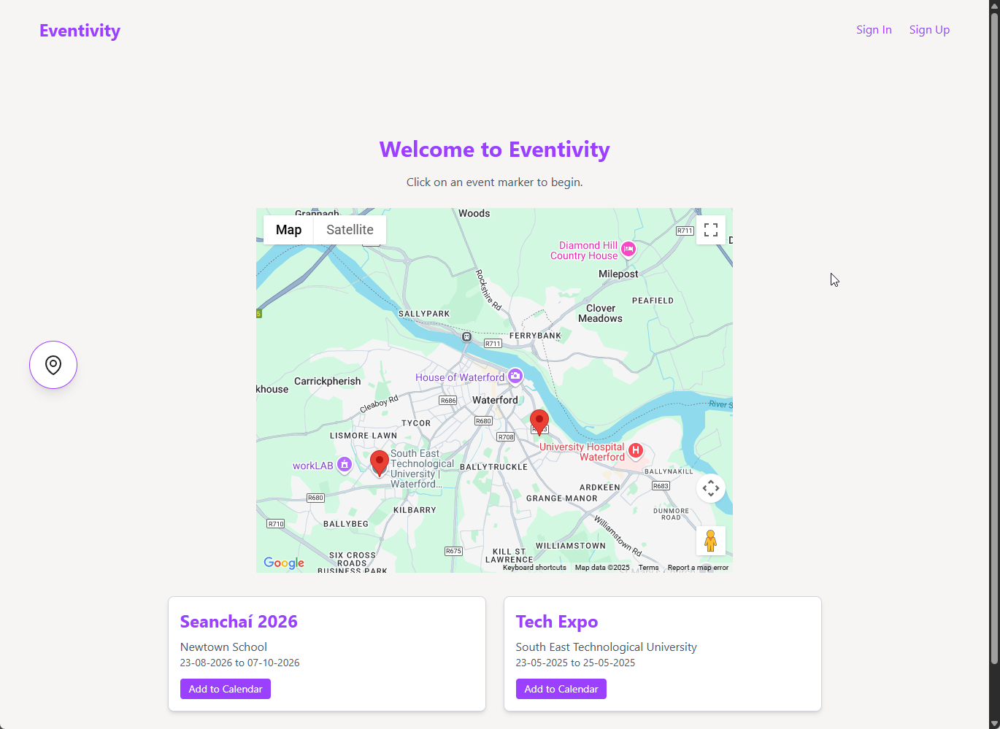 Eventivity
Sign In
Sign Up
Welcome to Eventivity
Click on an event marker to begin.
Map
Satellite
Grannagh
Woods
R711
Diamond Hill
Country House
Milepost
Rockshire Rd
PEAFIELD
Clover
Meadows
5
SALLYPARK
FERRYBANK
R711
House of Waterford
Carrickpherish
khouse
Cleaboy Rd
R686
Waterford
River S
TYCOR
R680
LISMORE LAWN
R708
University Hospital
Waterford
South East
Technological
University |
Waterford...
workLAB
BALLYTRUCKLE
BALLYNAKILL
ARDKEEN
R683
GRANGE MANOR
R680
KILBARRY
DUNMORE
ROAD
R710
BALLYBEG
Williamstown Rd
WILLIAMSTOWN
R675
KILL ST
LAWRENCE
SIX CROSS
ROADS
BUSINESS PARK
Google
Keyboard shortcuts
Map data ©2025
Terms
Report a map error
Seanchaí 2026
Newtown School
23-08-2026 to 07-10-2026
Add to Calendar
Tech Expo
South East Technological University
23-05-2025 to 25-05-2025
Add to Calendar